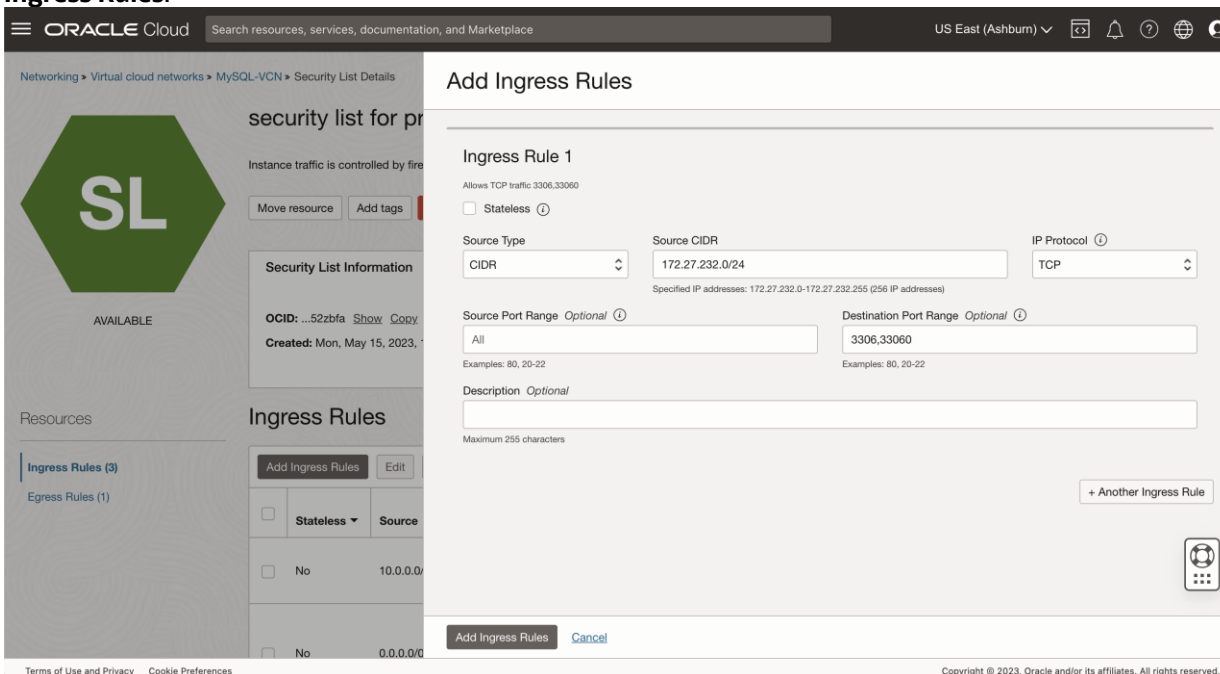 Ingress Rules.
ORACLE Cloud Search resources, services, documentation, and Marketplace US East (Ashburn)
Networking » Virtual cloud networks » MySQL-VCN » Security List Details
SL
AVAILABLE
security list for pr
Instance traffic is controlled by fire
Move resource Add tags
Security List Information
OCID: ...52zbfa Show Copy
Created: Mon, May 15, 2023,
Resources
Ingress Rules (3)
Egress Rules (1)
Ingress Rules
Add Ingress Rules Edit
Stateless Source
No 10.0.0.0/
No 0.0.0.0/0
Add Ingress Rules
Ingress Rule 1
Allows TCP traffic 3306,33060
Stateless
Source Type Source CIDR IP Protocol
CIDR 172.27.232.0/24 TCP
Specified IP addresses: 172.27.232.0-172.27.232.255 (256 IP addresses)
Source Port Range Optional Destination Port Range Optional
All 3306,33060
Examples: 80, 20-22 Examples: 80, 20-22
Description Optional
Maximum 255 characters
+ Another Ingress Rule
Add Ingress Rules Cancel
Terms of Use and Privacy Cookie Preferences Copyright © 2023, Oracle and/or its affiliates. All rights reserved.